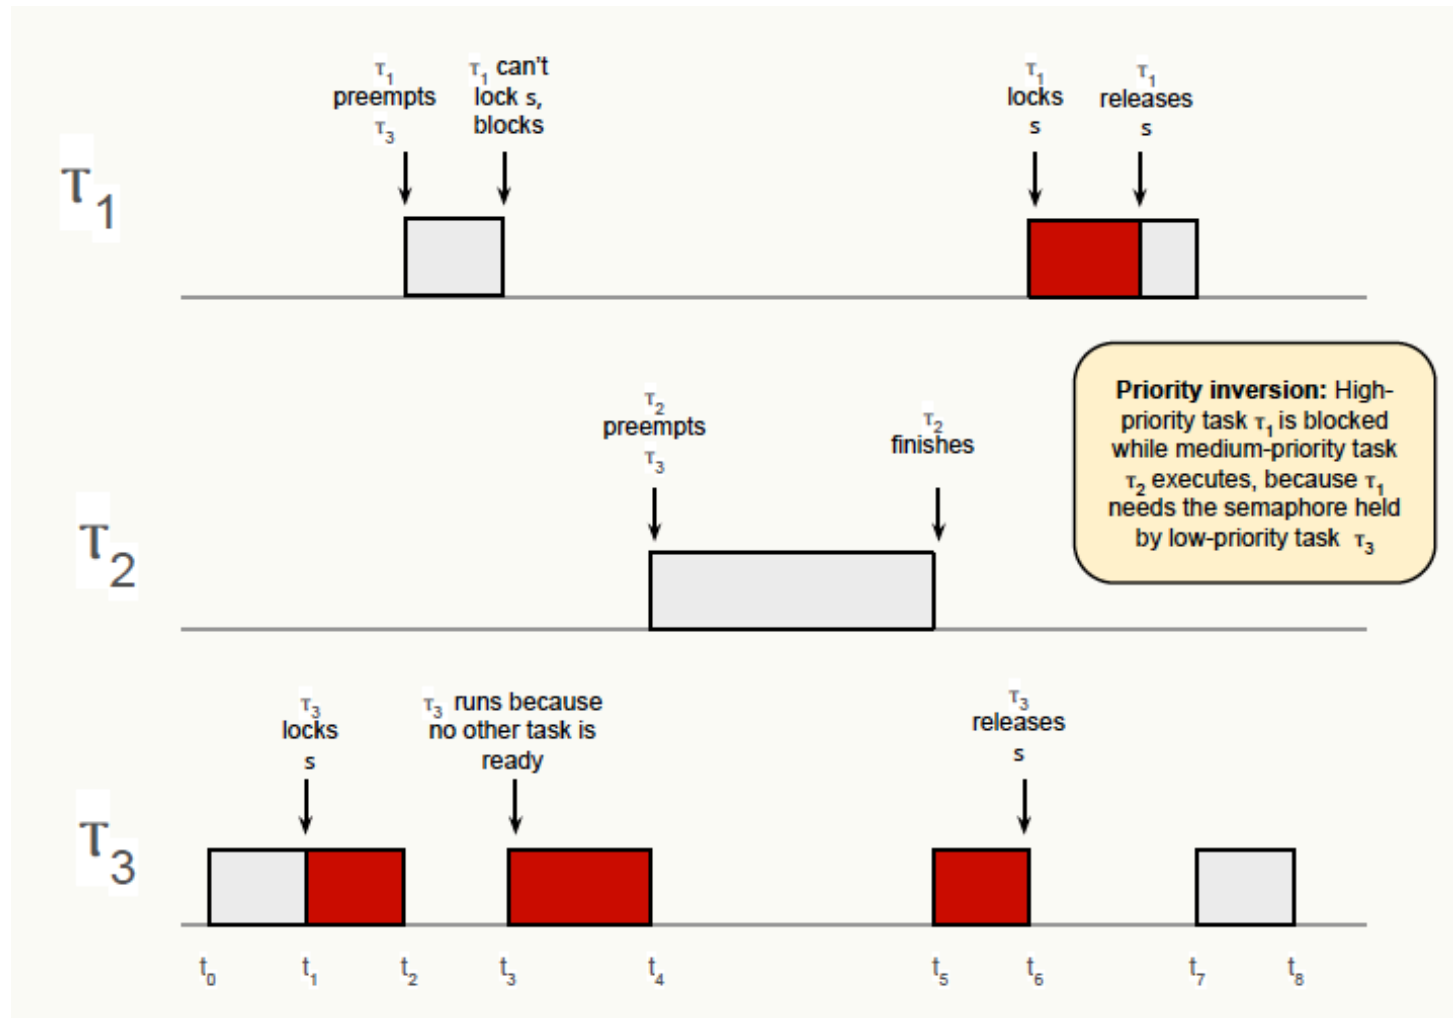 τ1
preempts
τ3
τ1 can't
lock s,
blocks
τ1
locks
s
τ1
releases
s
τ1
τ2
preempts
τ3
τ2
finishes
Priority inversion: High-
priority task τ1 is blocked
while medium-priority task
τ2 executes, because τ1
needs the semaphore held
by low-priority task τ3
τ2
τ3
locks
s
τ3 runs because
no other task is
ready
τ3
releases
s
τ3
t0 t1 t2 t3 t4 t5 t6 t7 t8